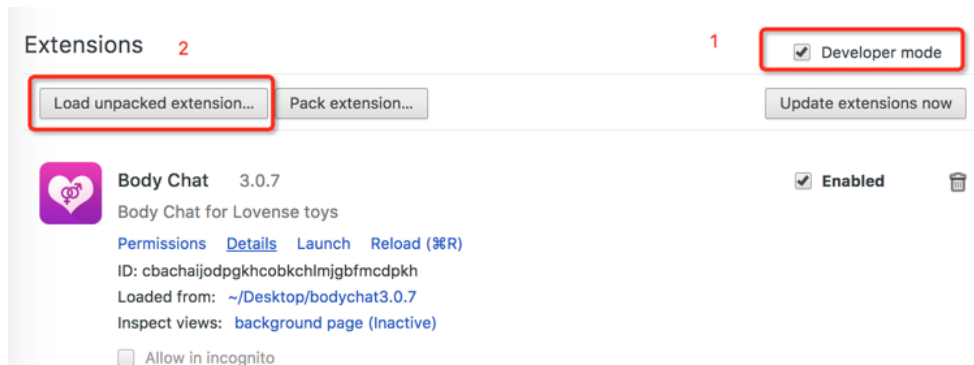 Extensions 2 1
Developer mode
Load unpacked extension... Pack extension... Update extensions now
Body Chat 3.0.7 Enabled
Body Chat for Lovense toys
Permissions Details Launch Reload (⌘R)
ID: cbachaijodpgkhcobkchlmjgbfmcdpkh
Loaded from: ~/Desktop/bodychat3.0.7
Inspect views: background page (Inactive)
Allow in incognito